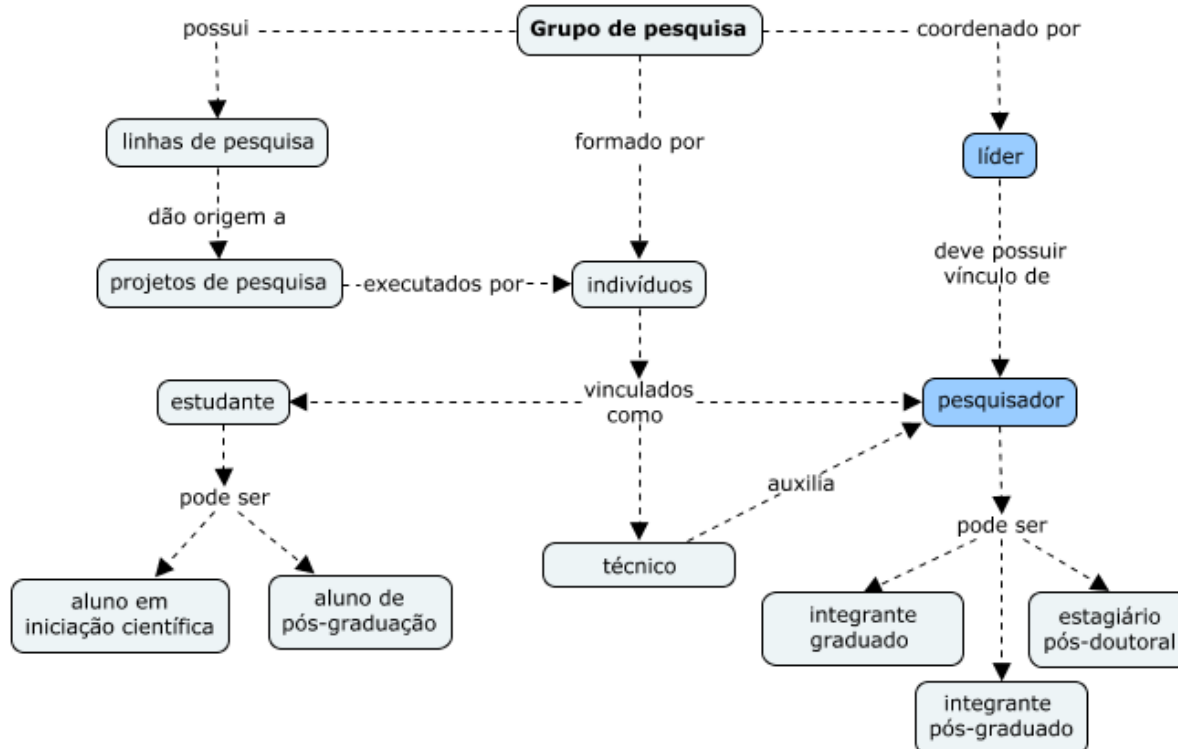 possui
Grupo de pesquisa
coordenado por
linhas de pesquisa
formado por
líder
dão origem a
deve possuir
vínculo de
projetos de pesquisa
executados por
indivíduos
estudante
vinculados
como
pesquisador
auxilía
pode ser
pode ser
técnico
aluno em
iniciação científica
aluno de
pós-graduação
integrante
graduado
estagiário
pós-doutoral
integrante
pós-graduado